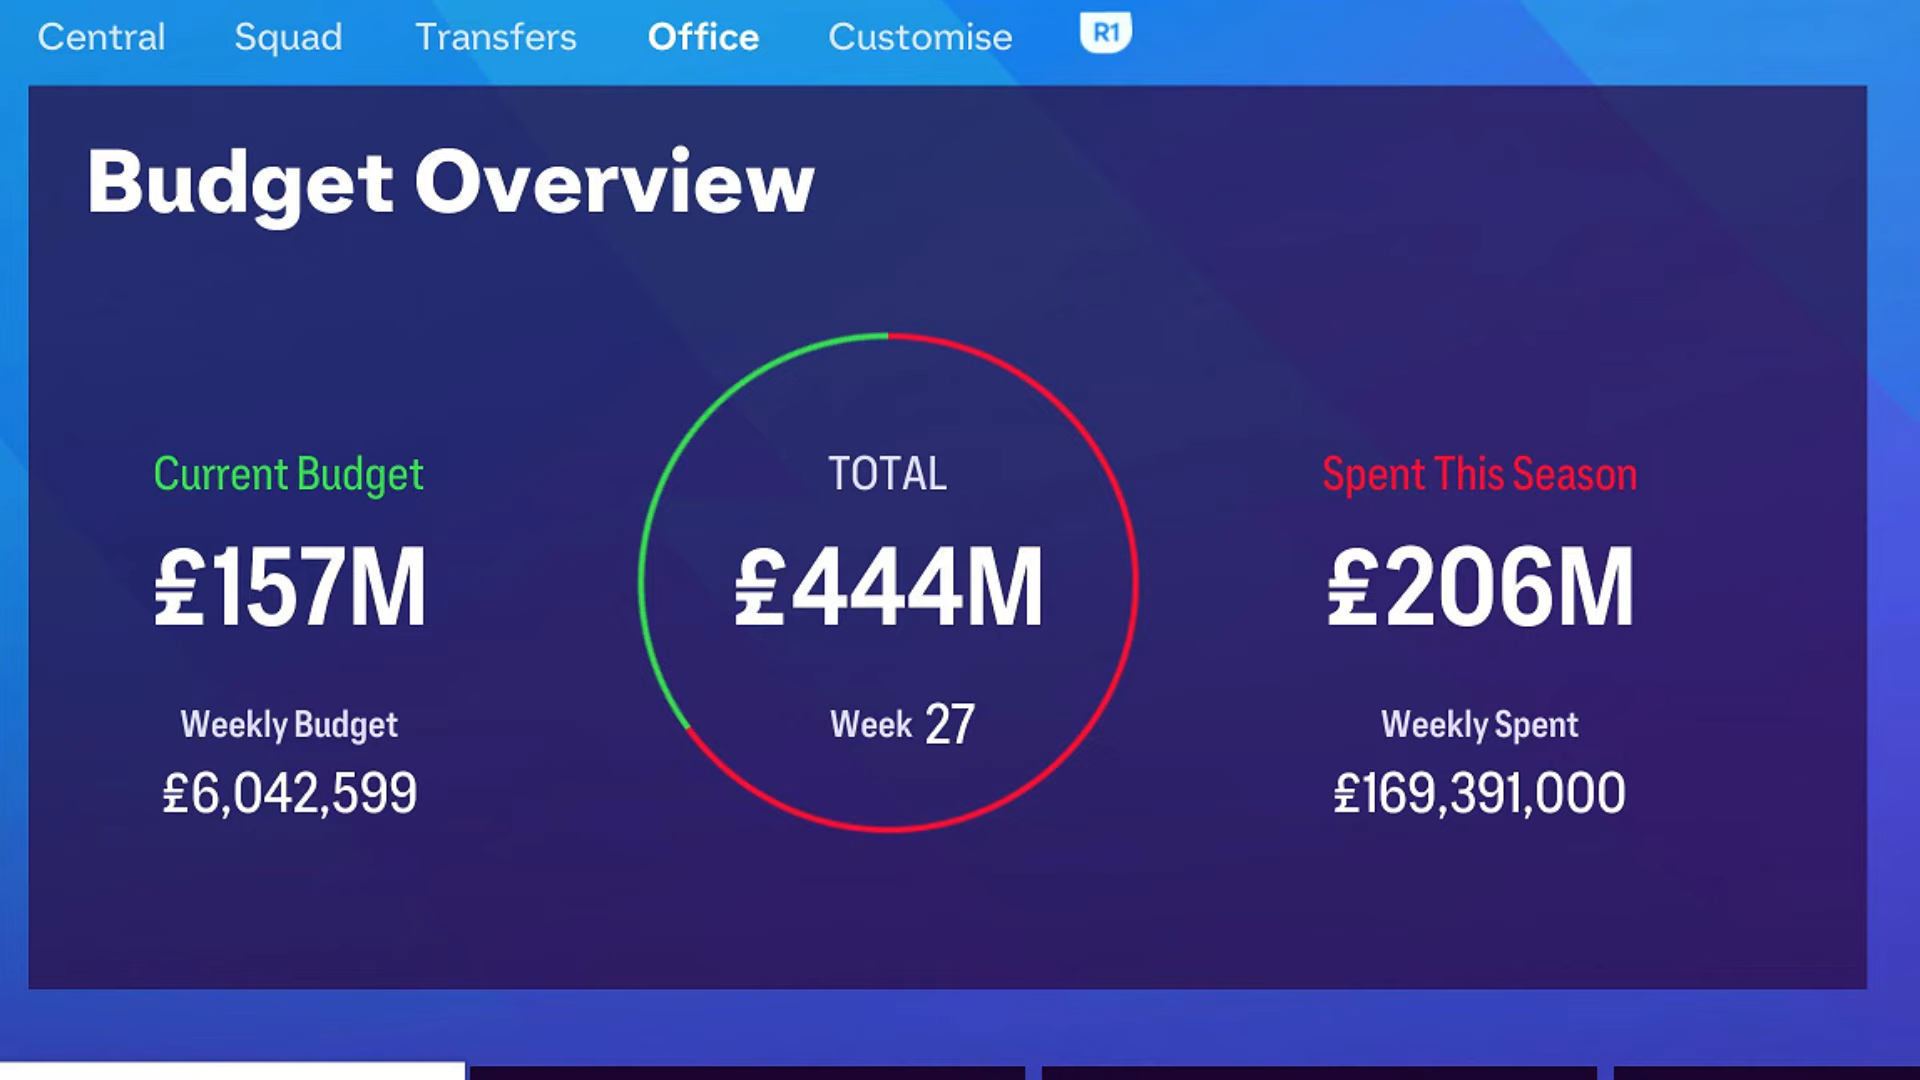 Central Squad Transfers Office Customise R1
Budget Overview
Current Budget
£157M
Weekly Budget
£6,042,599
TOTAL
£444M
Week 27
Spent This Season
£206M
Weekly Spent
£169,391,000